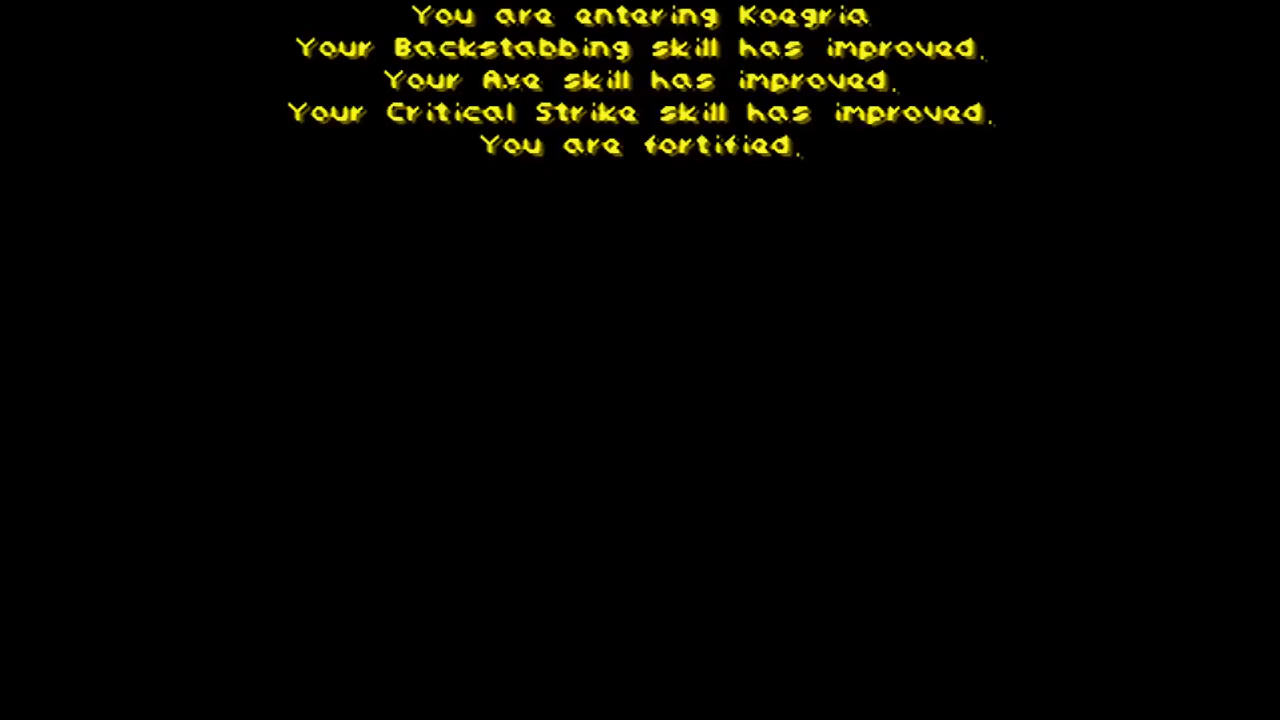 You are entering Koegria
Your Backstabbing skill has improved.
Your Axe skill has improved.
Your Critical Strike skill has improved.
You are fortified.